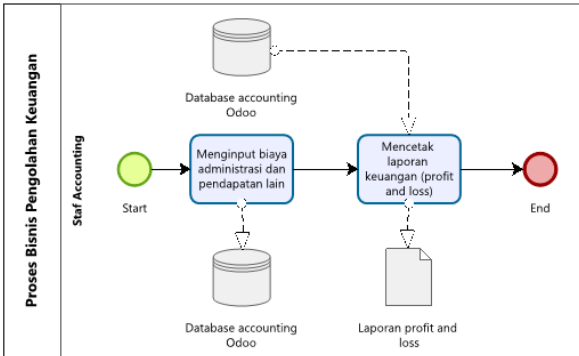 Proses Bisnis Pengolahan Keuangan
Staf Accounting
Database accounting
Odoo
Start
Menginput biaya
administrasi dan
pendapatan lain
Mencetak
laporan
keuangan (profit
and loss)
End
Database accounting
Odoo
Laporan profit and
loss